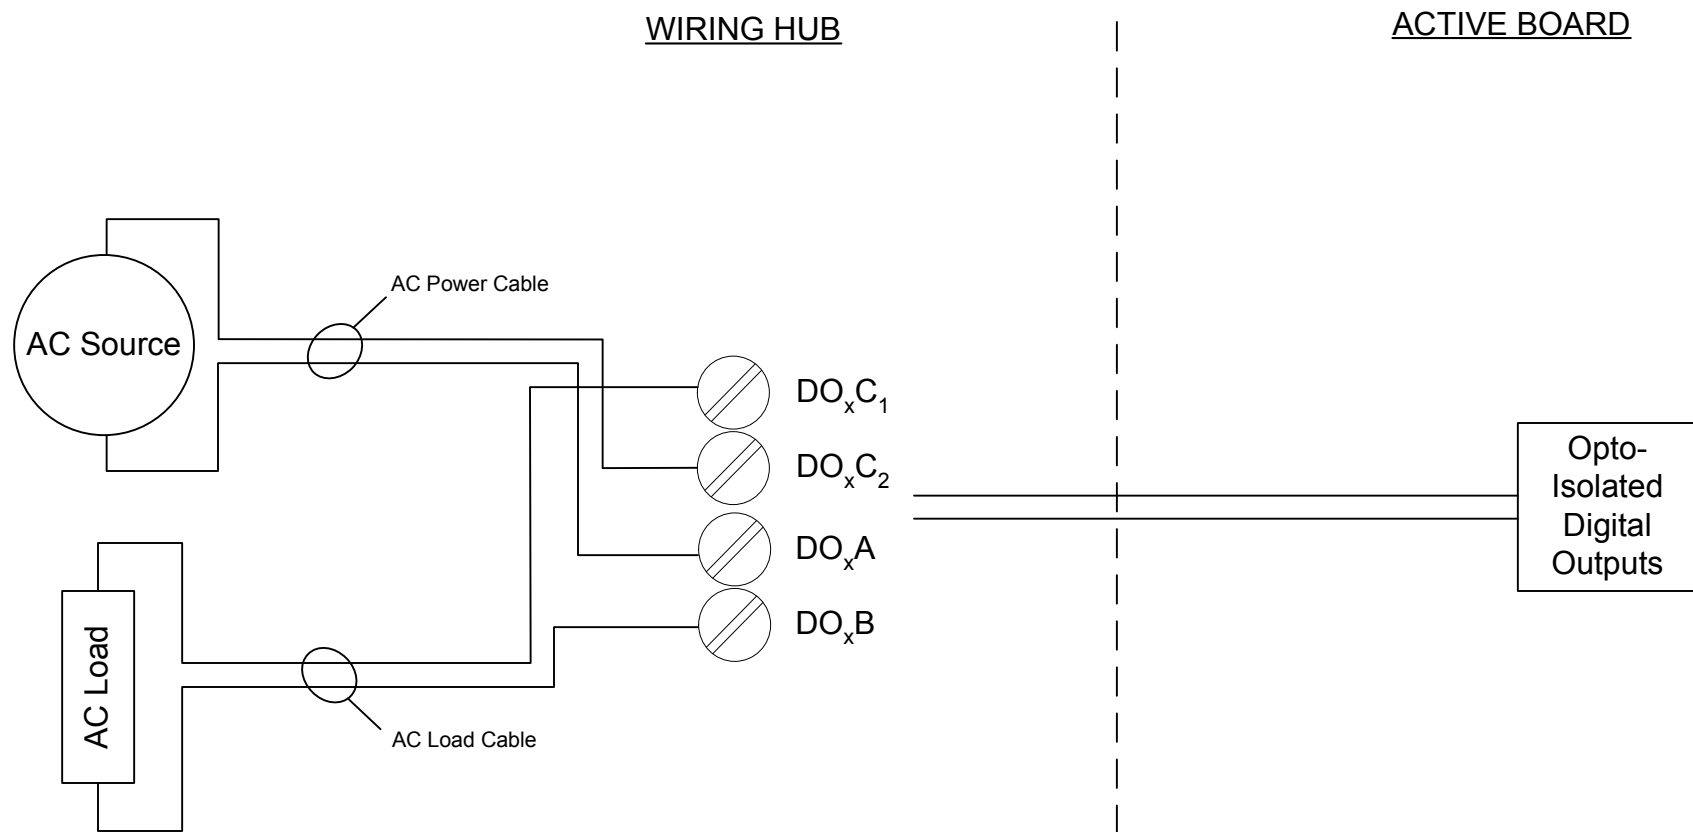 WIRING HUB
ACTIVE BOARD
AC Power Cable
AC Source
DOxC1
DOxC2
DOxA
DOxB
Opto-
Isolated
Digital
Outputs
AC Load
AC Load Cable